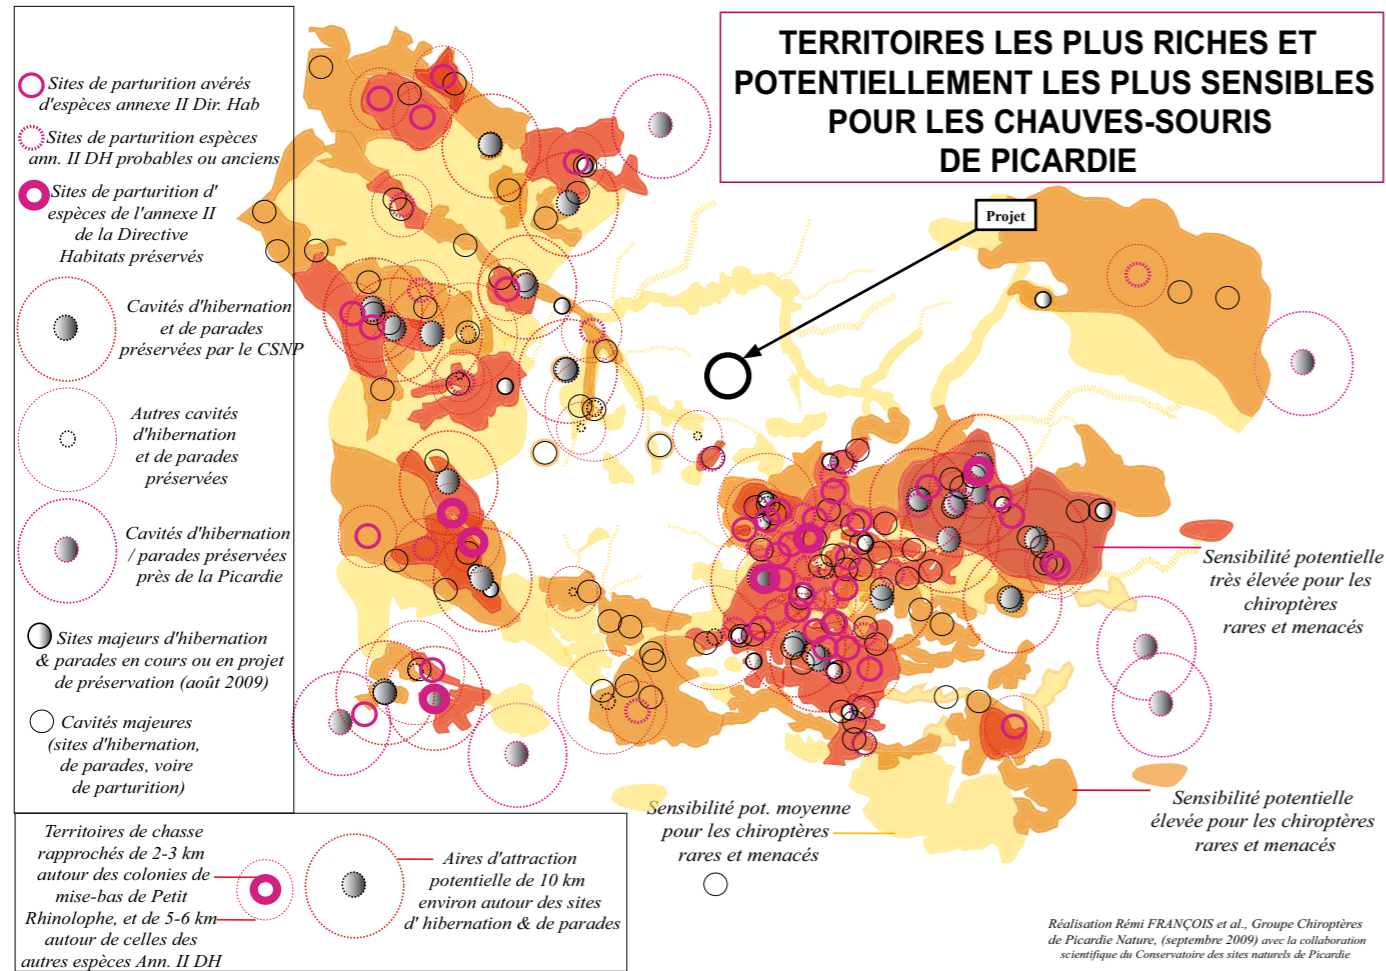 TERRITOIRES LES PLUS RICHES ET
POTENTIELLEMENT LES PLUS SENSIBLES
POUR LES CHAUVES-SOURIS
DE PICARDIE
Sites de parturition avérés
d'espèces annexe II Dir. Hab
Sites de parturition espèces
ann. II DH probables ou anciens
Sites de parturition d'
espèces de l'annexe II
de la Directive
Habitats préservés
Cavités d'hibernation
et de parades
préservées par le CSNP
Autres cavités
d'hibernation
et de parades
préservées
Cavités d'hibernation
/ parades préservées
près de la Picardie
Sites majeurs d'hibernation
& parades en cours ou en projet
de préservation (août 2009)
Cavités majeures
(sites d'hibernation,
de parades, voire
de parturition)
Projet
Sensibilité potentielle
très élevée pour les
chiroptères
rares et menacés
Sensibilité potentielle
élevée pour les chiroptères
rares et menacés
Sensibilité pot. moyenne
pour les chiroptères
rares et menacés
Territoires de chasse
rapprochés de 2-3 km
autour des colonies de
mise-bas de Petit
Rhinolophe, et de 5-6 km
autour de celles des
autres espèces Ann. II DH
Aires d'attraction
potentielle de 10 km
environ autour des sites
d' hibernation & de parades
Réalisation Rémi FRANÇOIS et al., Groupe Chiroptères
de Picardie Nature, (septembre 2009) avec la collaboration
scientifique du Conservatoire des sites naturels de Picardie